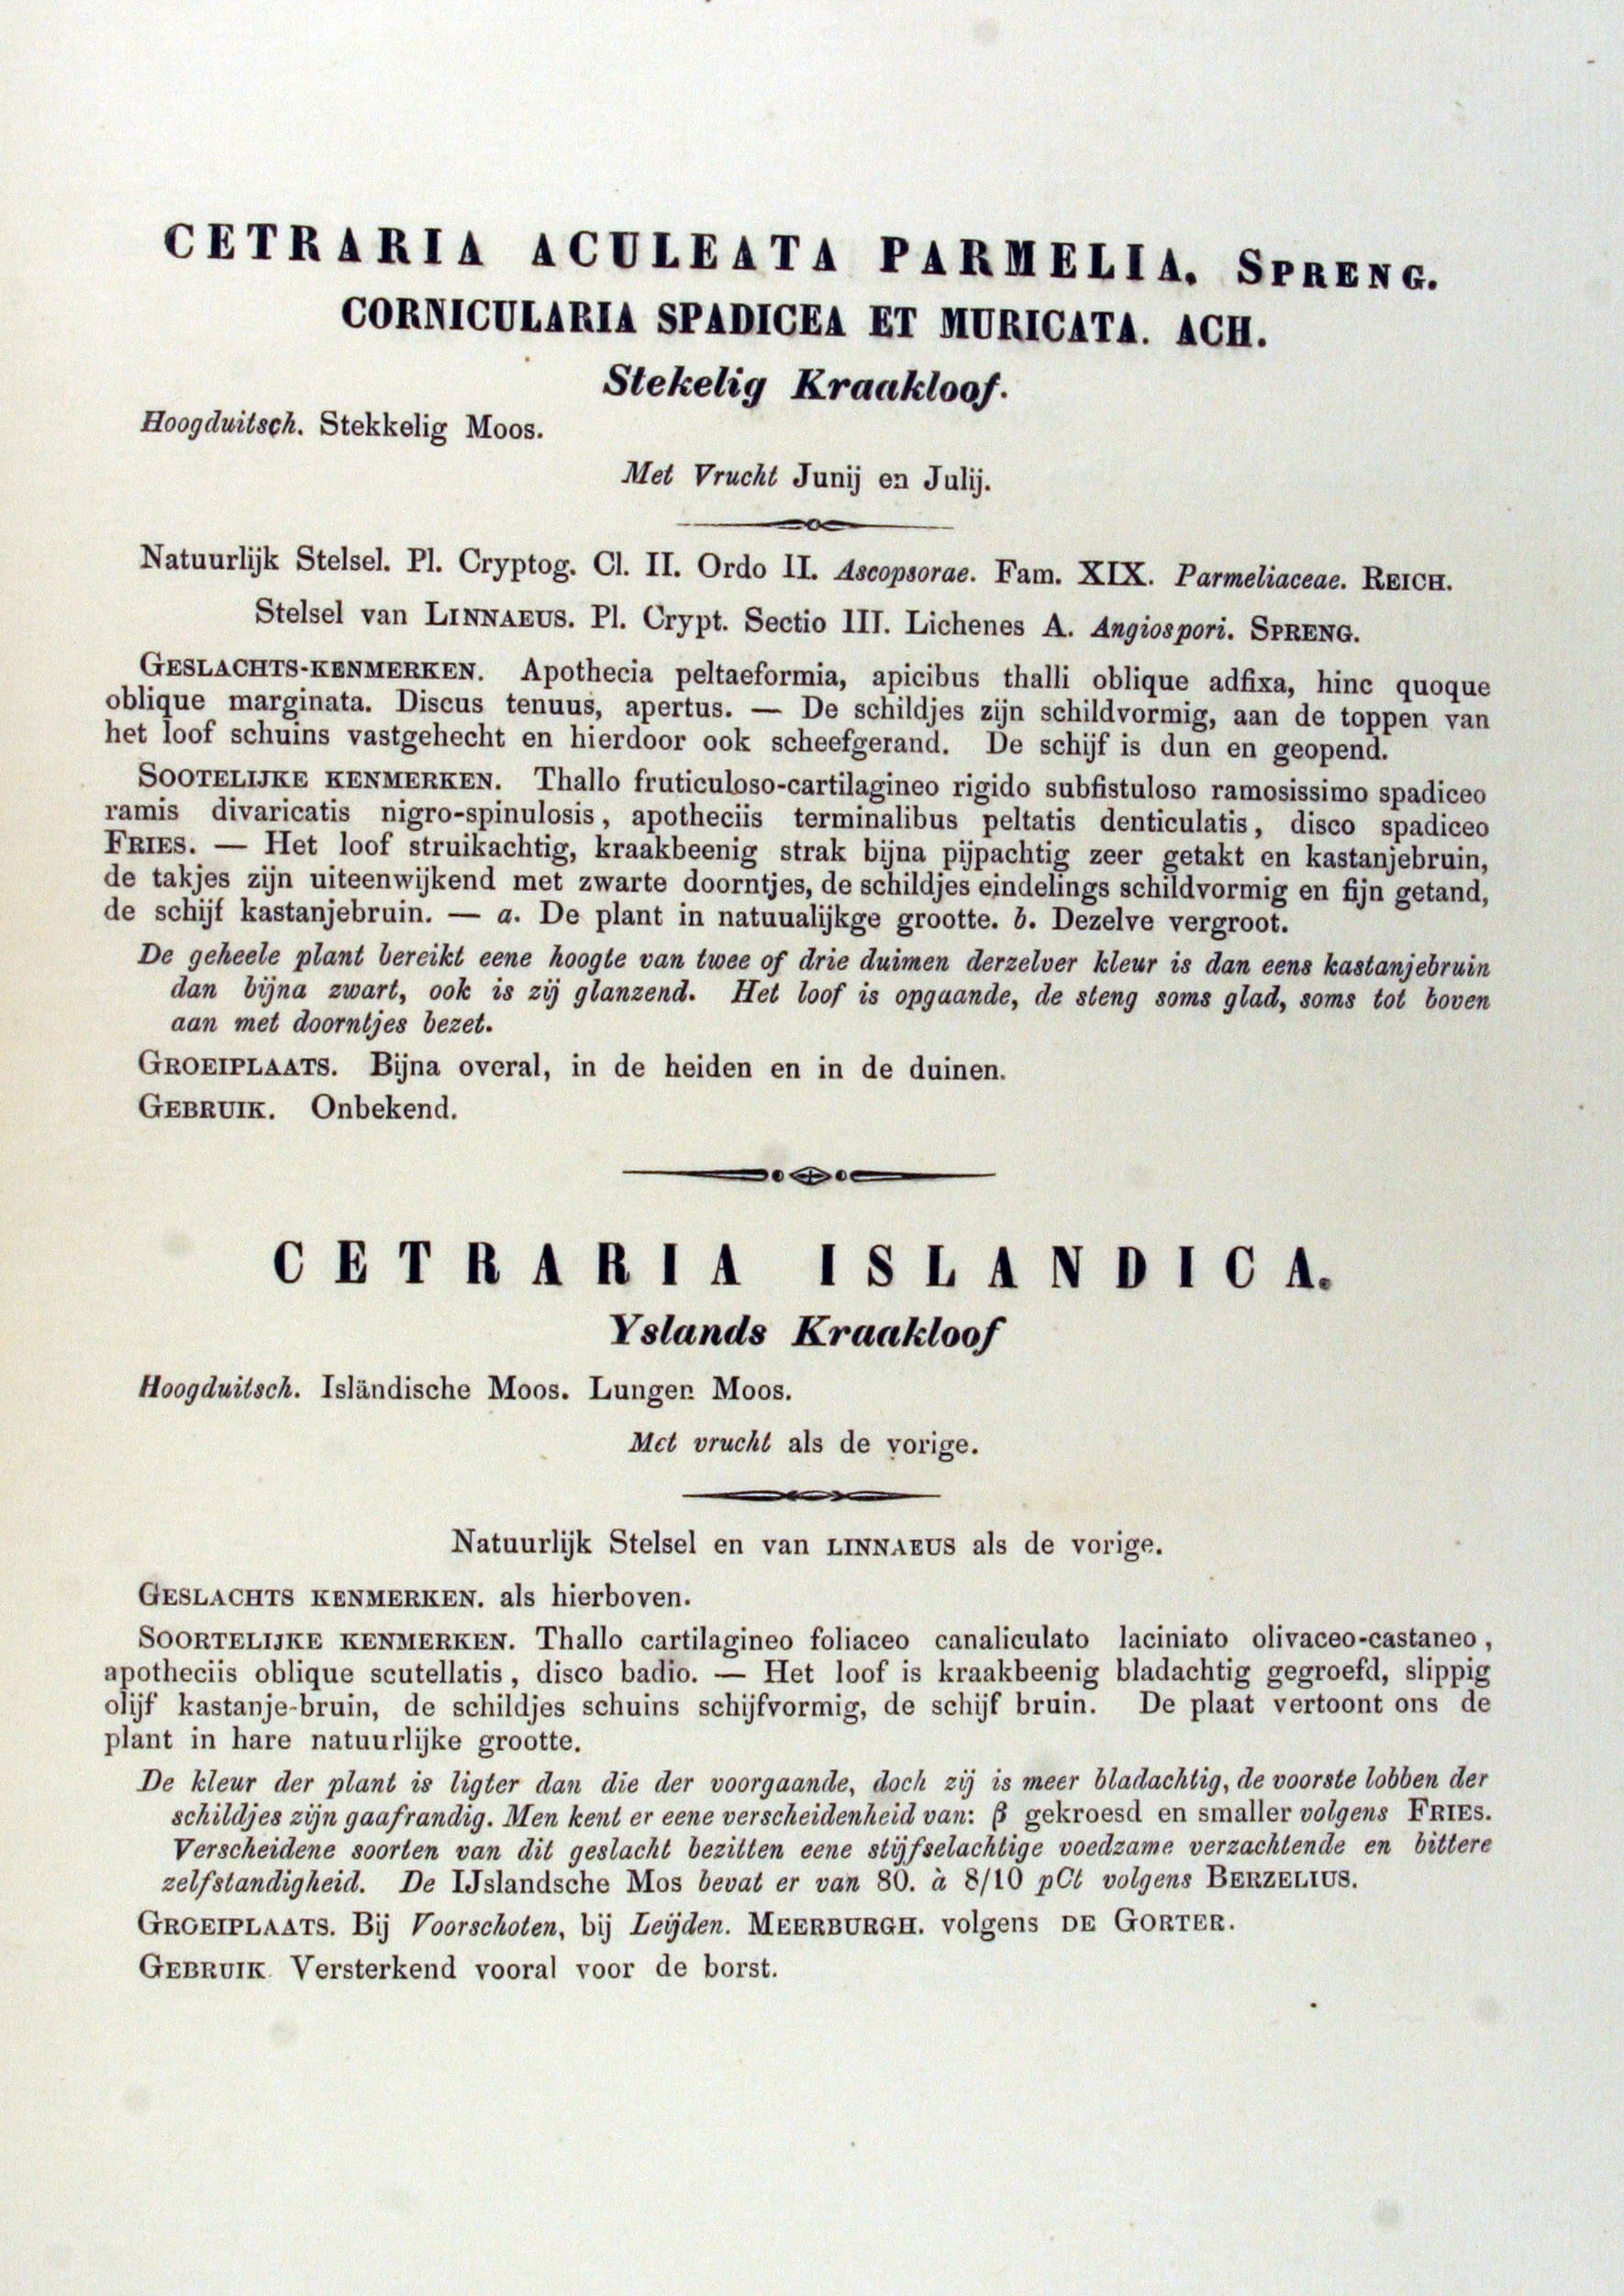 CETRARIA ACULEATA PARMELIA. SPRENG.
CORNICULARIA SPADICEA ET MURICATA. ACH.
Stekelig Kraakloof.
Hoogduitsch. Stekkelig Moos.
Met Vrucht Junij en Julij.
Natuurlijk Stelsel. Pl. Cryptog. Cl. II. Ordo II. Ascopsorae. Fam. XIX. Parmeliaceae. REICH.
Stelsel van LINNAEUS. Pl. Crypt. Sectio III. Lichenes A. Angiospori. SPRENG.
GESLACHTS-KENMERKEN. Apothecia peltaeformia, apicibus thalli oblique adfixa, hinc quoque
oblique marginata. Discus tenuus, apertus. — De schildjes zijn schildvormig, aan de toppen van
het loof schuins vastgehecht en hierdoor ook scheefgerand. De schijf is dun en geopend.
SOOTELIJKE KENMERKEN. Thallo fruticuloso-cartilagineo rigido subfistuloso ramosissimo spadiceo
ramis divaricatis nigro-spinulosis, apotheciis terminalibus peltatis denticulatis, disco spadiceo
FRIES. — Het loof struikachtig, kraakbeenig strak bijna pijpachtig zeer getakt en kastanjebruin,
de takjes zijn uiteenwijkend met zwarte doorntjes, de schildjes eindelings schildvormig en fijn getand,
de schijf kastanjebruin. — a. De plant in natuualijkge grootte. b. Dezelve vergroot.
De geheele plant bereikt eene hoogte van twee of drie duimen derzelver kleur is dan eens kastanjebruin
dan bijna zwart, ook is zij glanzend. Het loof is opgaande, de steng soms glad, soms tot boven
aan met doorntjes bezet.
GROEIPLAATS. Bijna overal, in de heiden en in de duinen.
GEBRUIK. Onbekend.
CETRARIA ISLANDICA.
Yslands Kraakloof
Hoogduitsch. Isländische Moos. Lungen Moos.
Met vrucht als de vorige.
Natuurlijk Stelsel en van LINNAEUS als de vorige.
GESLACHTS KENMERKEN. als hierboven.
SOORTELIJKE KENMERKEN. Thallo cartilagineo foliaceo canaliculato laciniato olivaceo-castaneo,
apotheciis oblique scutellatis, disco badio. — Het loof is kraakbeenig bladachtig gegroefd, slippig
olijf kastanje-bruin, de schildjes schuins schijfvormig, de schijf bruin. De plaat vertoont ons de
plant in hare natuurlijke grootte.
De kleur der plant is ligter dan die der voorgaande, doch zij is meer bladachtig, de voorste lobben der
schildjes zijn gaafrandig. Men kent er eene verscheidenheid van: β gekroesd en smaller volgens FRIES.
Verscheidene soorten van dit geslacht bezitten eene stijfselachtige voedzame verzachtende en bittere
zelfstandigheid. De IJslandsche Mos bevat er van 80. à 8/10 pCt volgens BERZELIUS.
GROEIPLAATS. Bij Voorschoten, bij Leijden. MEERBURGH. volgens DE GORTER.
GEBRUIK. Versterkend vooral voor de borst.